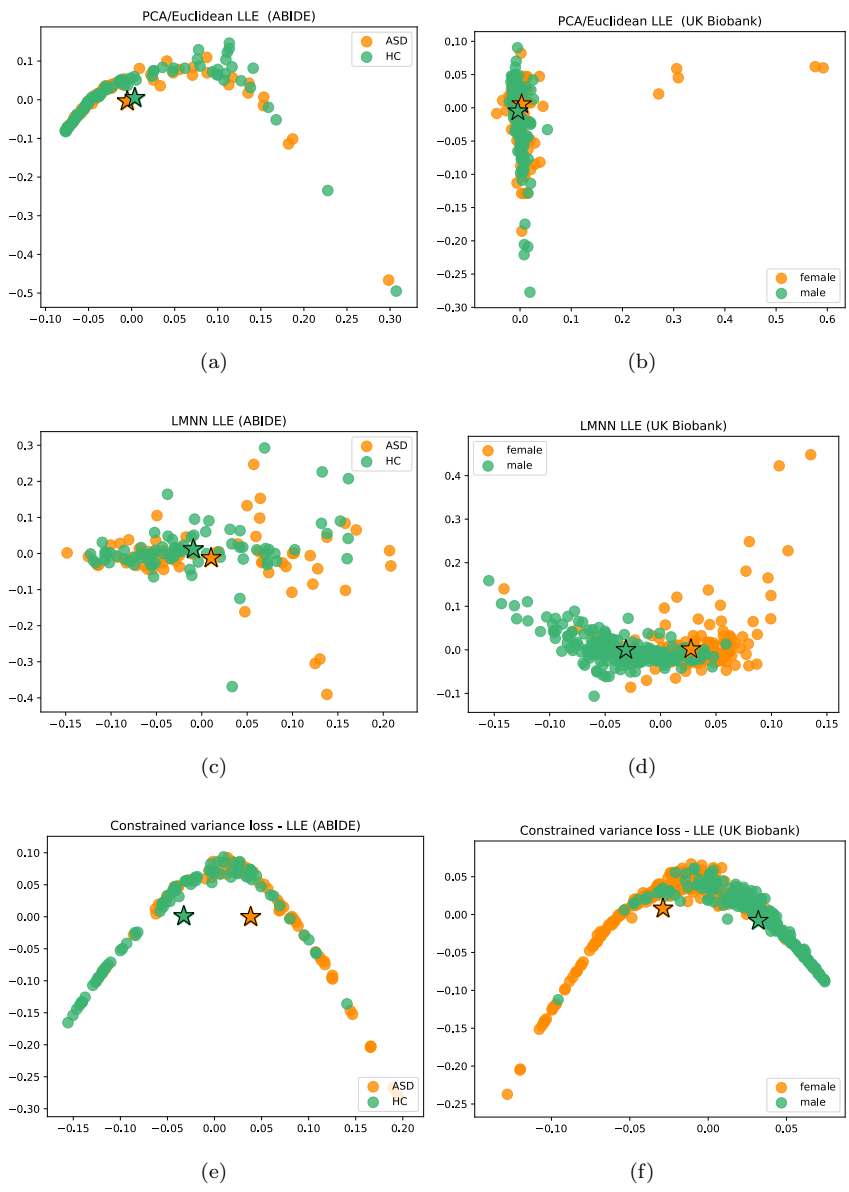 PCA/Euclidean LLE (ABIDE)
ASD
HC
0.1
0.0
−0.1
−0.2
−0.3
−0.4
−0.5
−0.10 −0.05 0.00 0.05 0.10 0.15 0.20 0.25 0.30
(a)
PCA/Euclidean LLE (UK Biobank)
0.10
0.05
0.00
−0.05
−0.10
−0.15
−0.20
−0.25
−0.30
female
male
0.0 0.1 0.2 0.3 0.4 0.5 0.6
(b)
LMNN LLE (ABIDE)
ASD
HC
0.3
0.2
0.1
0.0
−0.1
−0.2
−0.3
−0.4
−0.15 −0.10 −0.05 0.00 0.05 0.10 0.15 0.20
(c)
LMNN LLE (UK Biobank)
female
male
0.4
0.3
0.2
0.1
0.0
−0.1
−0.15 −0.10 −0.05 0.00 0.05 0.10 0.15
(d)
Constrained variance loss - LLE (ABIDE)
0.10
0.05
0.00
−0.05
−0.10
−0.15
−0.20
−0.25
−0.30
ASD
HC
−0.15 −0.10 −0.05 0.00 0.05 0.10 0.15 0.20
(e)
Constrained variance loss - LLE (UK Biobank)
0.05
0.00
−0.05
−0.10
−0.15
−0.20
−0.25
female
male
−0.10 −0.05 0.00 0.05
(f)